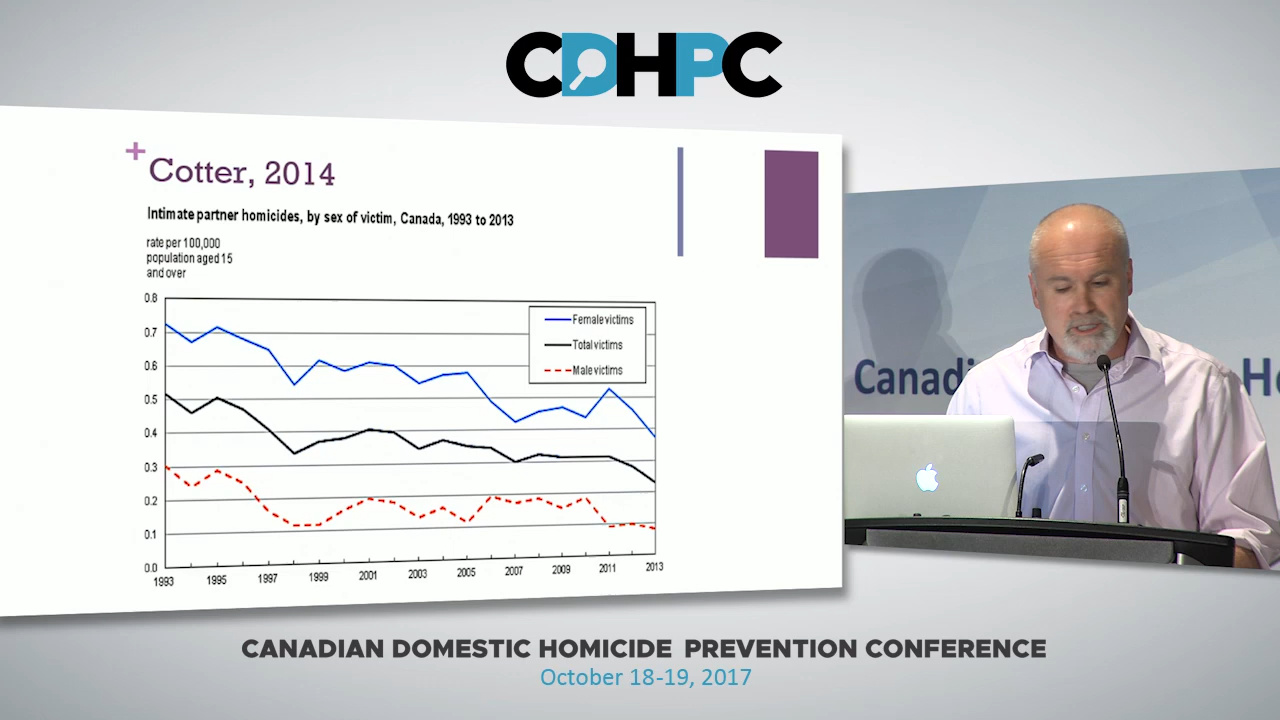 CDHPC
+
Cotter, 2014
Intimate partner homicides, by sex of victim, Canada, 1993 to 2013
rate per 100,000
population aged 15
and over
0.8
0.7
0.6
0.5
0.4
0.3
0.2
0.1
0.0
Female victims
Total victims
Male victims
1993 1995 1997 1999 2001 2003 2005 2007 2009 2011 2013
Canadi
He
CANADIAN DOMESTIC HOMICIDE PREVENTION CONFERENCE
October 18-19, 2017